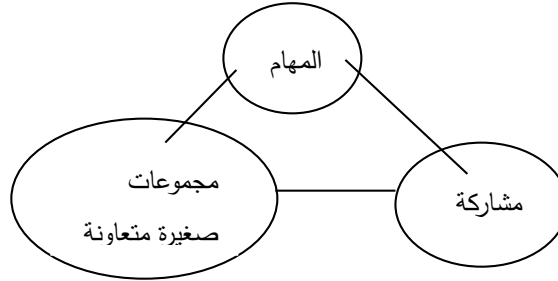 المهام
مشاركة
مجموعات
صغيرة متعاونة